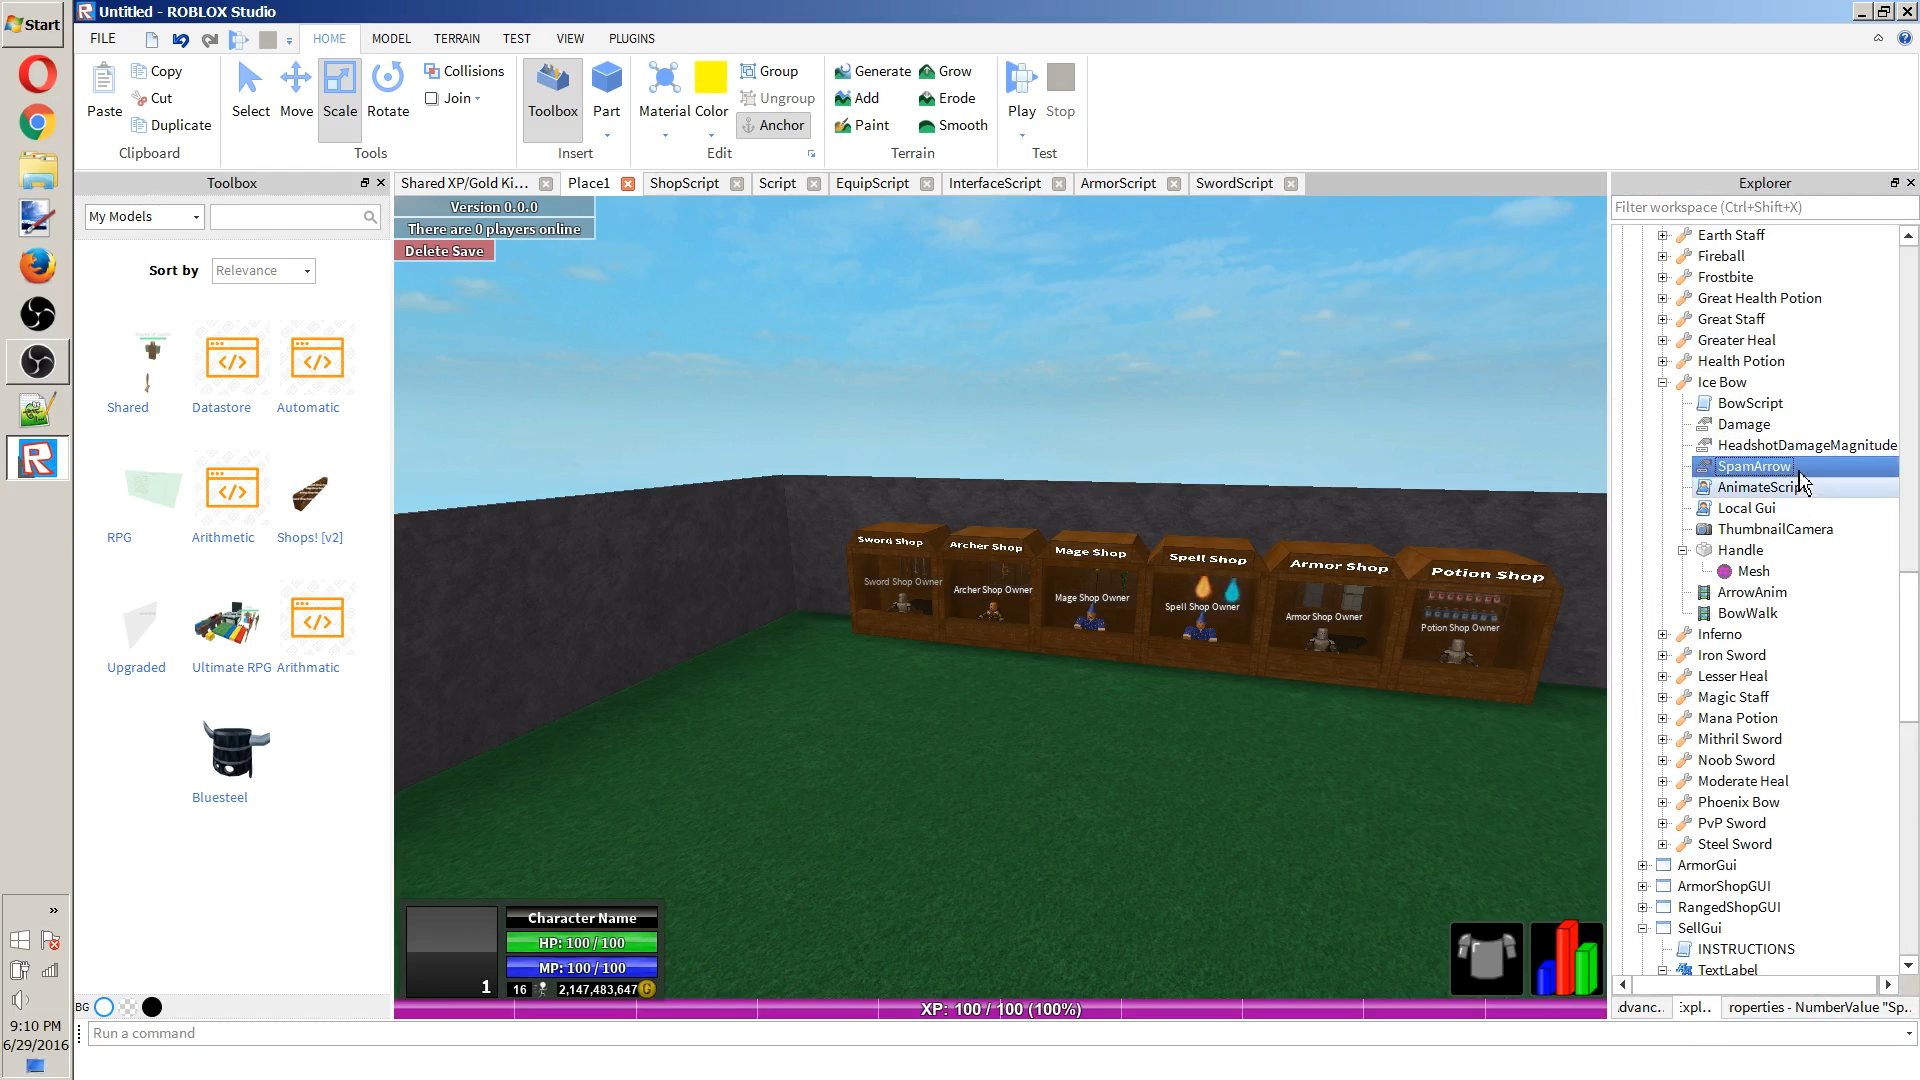 Start
Untitled - ROBLOX Studio
FILE
HOME
MODEL
TERRAIN
TEST
VIEW
PLUGINS
Paste
Copy
Cut
Duplicate
Clipboard
Select
Move
Scale
Rotate
Collisions
Join
Tools
Toolbox
Part
Insert
Material
Color
Group
Ungroup
Anchor
Edit
Generate
Grow
Add
Erode
Paint
Smooth
Terrain
Play
Stop
Test
Toolbox
My Models
Sort by
Relevance
Shared
Datastore
Automatic
RPG
Arithmetic
Shops! [v2]
Upgraded
Ultimate RPG
Arithmatic
Bluesteel
BG
Shared XP/Gold Ki...
Place1
ShopScript
Script
EquipScript
InterfaceScript
ArmorScript
SwordScript
Version 0.0.0
There are 0 players online
Delete Save
Sword Shop
Archer Shop
Mage Shop
Spell Shop
Armor Shop
Potion Shop
Sword Shop Owner
Archer Shop Owner
Mage Shop Owner
Spell Shop Owner
Armor Shop Owner
Potion Shop Owner
Character Name
HP: 100 / 100
MP: 100 / 100
1
16
2,147,483,647
G
XP: 100 / 100 (100%)
Run a command
Explorer
Filter workspace (Ctrl+Shift+X)
Earth Staff
Fireball
Frostbite
Great Health Potion
Great Staff
Greater Heal
Health Potion
Ice Bow
BowScript
Damage
HeadshotDamageMagnitude
SpamArrow
AnimateScrip
Local Gui
ThumbnailCamera
Handle
Mesh
ArrowAnim
BowWalk
Inferno
Iron Sword
Lesser Heal
Magic Staff
Mana Potion
Mithril Sword
Noob Sword
Moderate Heal
Phoenix Bow
PvP Sword
Steel Sword
ArmorGui
ArmorShopGUI
RangedShopGUI
SellGui
INSTRUCTIONS
TextLabel
dvanc...
Expl...
roperties - NumberValue "Sp...
9:10 PM
6/29/2016